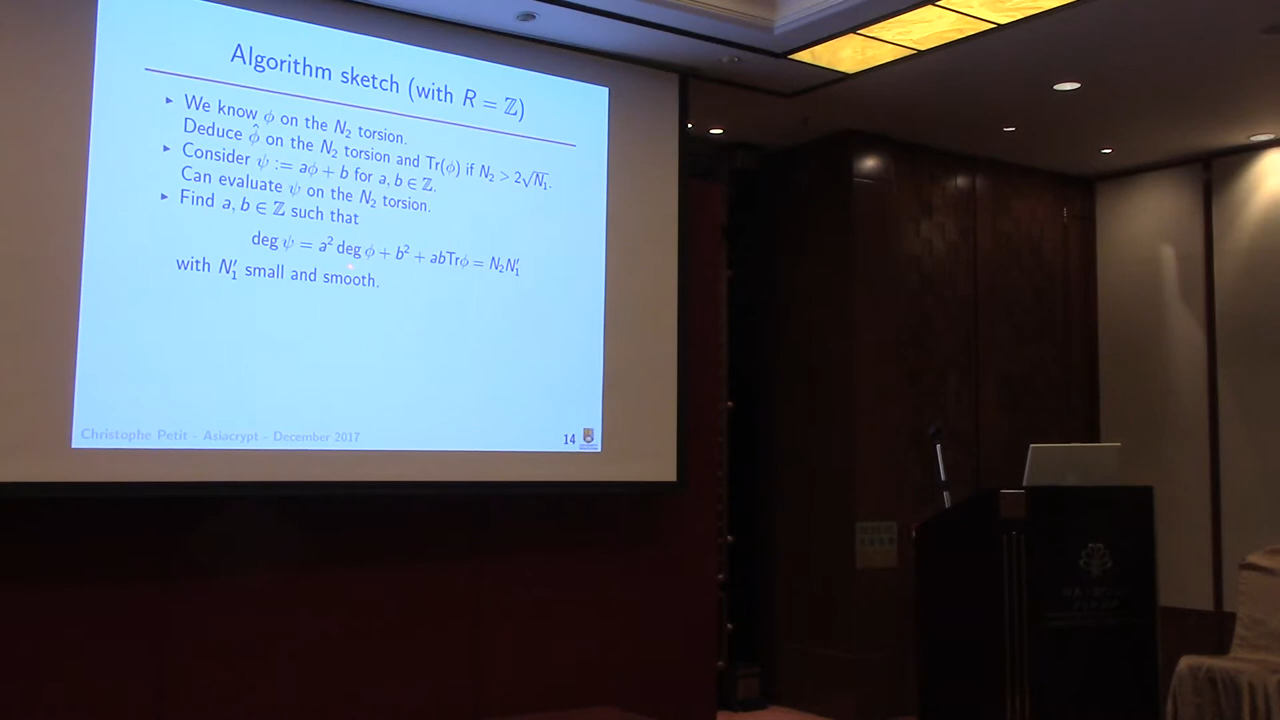 Algorithm sketch (with R = ℤ)
▸ We know ϕ on the N₂ torsion.
Deduce ϕ̂ on the N₂ torsion and Tr(ϕ) if N₂ > 2√N₁.
▸ Consider ψ := aϕ + b for a, b ∈ ℤ.
Can evaluate ψ on the N₂ torsion.
▸ Find a, b ∈ ℤ such that
deg ψ = a² deg ϕ + b² + abTrϕ = N₂N₁′
with N₁′ small and smooth.
Christophe Petit - Asiacrypt - December 2017
14